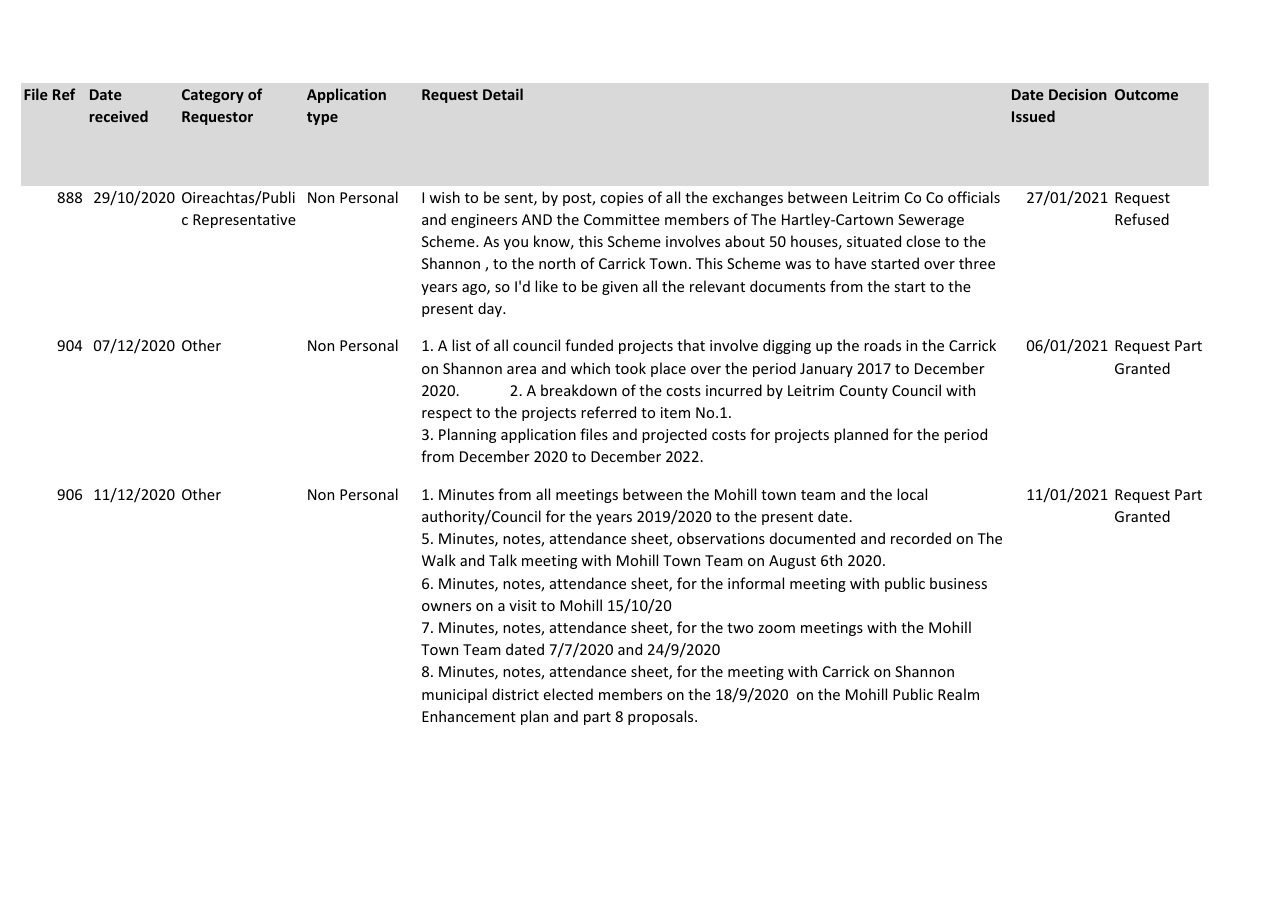 File Ref Date received Category of Requestor Application type Request Detail Date Decision Issued Outcome
888 29/10/2020 Oireachtas/Publi Non Personal I wish to be sent, by post, copies of all the exchanges between Leitrim Co Co officials 27/01/2021 Request
c Representative and engineers AND the Committee members of The Hartley-Cartown Sewerage Refused
Scheme. As you know, this Scheme involves about 50 houses, situated close to the
Shannon , to the north of Carrick Town. This Scheme was to have started over three
years ago, so I'd like to be given all the relevant documents from the start to the
present day.
904 07/12/2020 Other Non Personal 1. A list of all council funded projects that involve digging up the roads in the Carrick 06/01/2021 Request Part
on Shannon area and which took place over the period January 2017 to December Granted
2020. 2. A breakdown of the costs incurred by Leitrim County Council with
respect to the projects referred to item No.1.
3. Planning application files and projected costs for projects planned for the period
from December 2020 to December 2022.
906 11/12/2020 Other Non Personal 1. Minutes from all meetings between the Mohill town team and the local 11/01/2021 Request Part
authority/Council for the years 2019/2020 to the present date. Granted
5. Minutes, notes, attendance sheet, observations documented and recorded on The
Walk and Talk meeting with Mohill Town Team on August 6th 2020.
6. Minutes, notes, attendance sheet, for the informal meeting with public business
owners on a visit to Mohill 15/10/20
7. Minutes, notes, attendance sheet, for the two zoom meetings with the Mohill
Town Team dated 7/7/2020 and 24/9/2020
8. Minutes, notes, attendance sheet, for the meeting with Carrick on Shannon
municipal district elected members on the 18/9/2020  on the Mohill Public Realm
Enhancement plan and part 8 proposals.